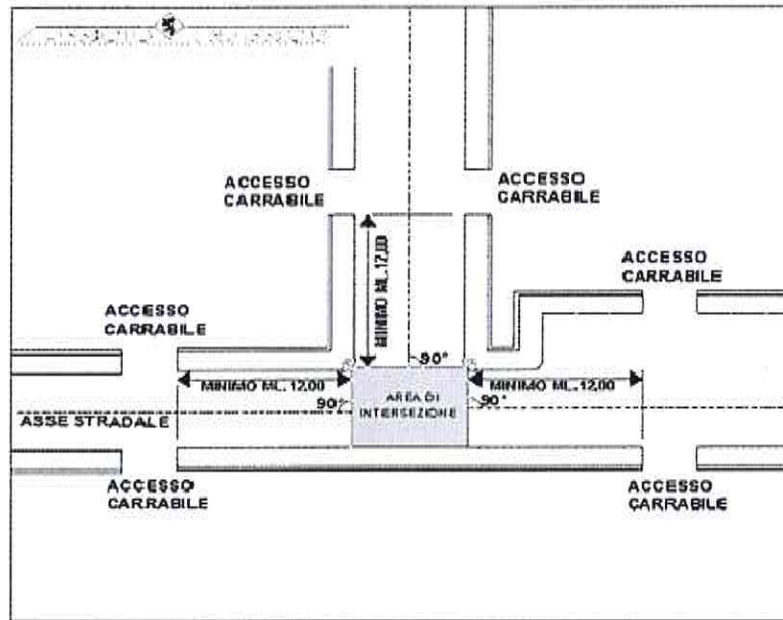 ACCESSO
CARRABILE
ACCESSO
CARRABILE
MINIMO ML. 12,00
ACCESSO
CARRABILE
ACCESSO
CARRABILE
90°
MINIMO ML. 12,00
MINIMO ML. 12,00
90°
AREA DI
INTERSEZIONE
90°
ASSE STRADALE
ACCESSO
CARRABILE
ACCESSO
CARRABILE